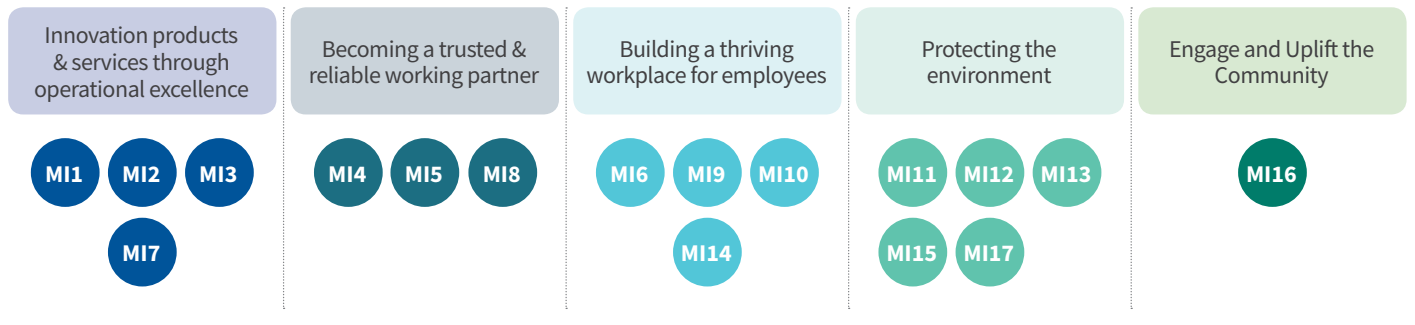 Innovation products
& services through
operational excellence
Becoming a trusted &
reliable working partner
Building a thriving
workplace for employees
Protecting the
environment
Engage and Uplift the
Community
MI1 MI2 MI3
MI7
MI4 MI5 MI8
MI6 MI9 MI10
MI14
MI11 MI12 MI13
MI15 MI17
MI16